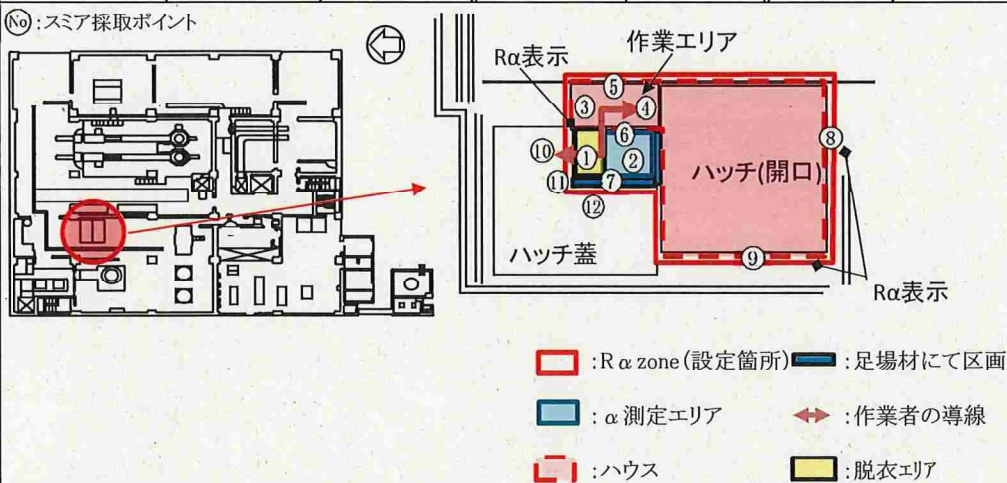 No:スミア採取ポイント
作業エリア
Rα表示
⑤
③
④
⑥
⑩
①
②
⑧
ハッチ(開口)
⑪
⑦
⑫
ハッチ蓋
⑨
Rα表示
:Rα zone(設定箇所)
:足場材にて区画
:α測定エリア
:作業者の導線
:ハウス
:脱衣エリア